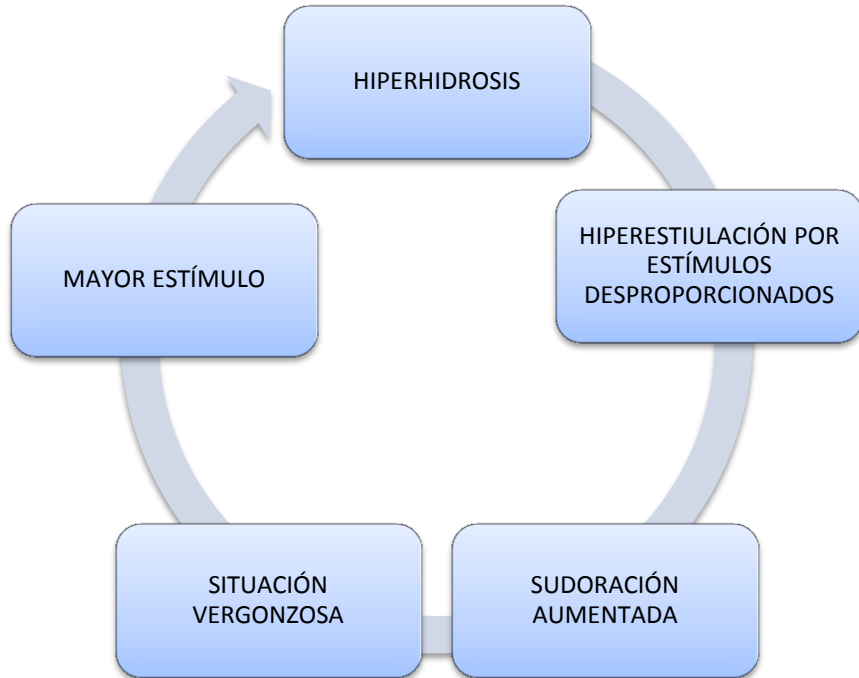 HIPERHIDROSIS
HIPERESTIULACIÓN POR
ESTÍMULOS
DESPROPORCIONADOS
SUDORACIÓN
AUMENTADA
SITUACIÓN
VERGONZOSA
MAYOR ESTÍMULO